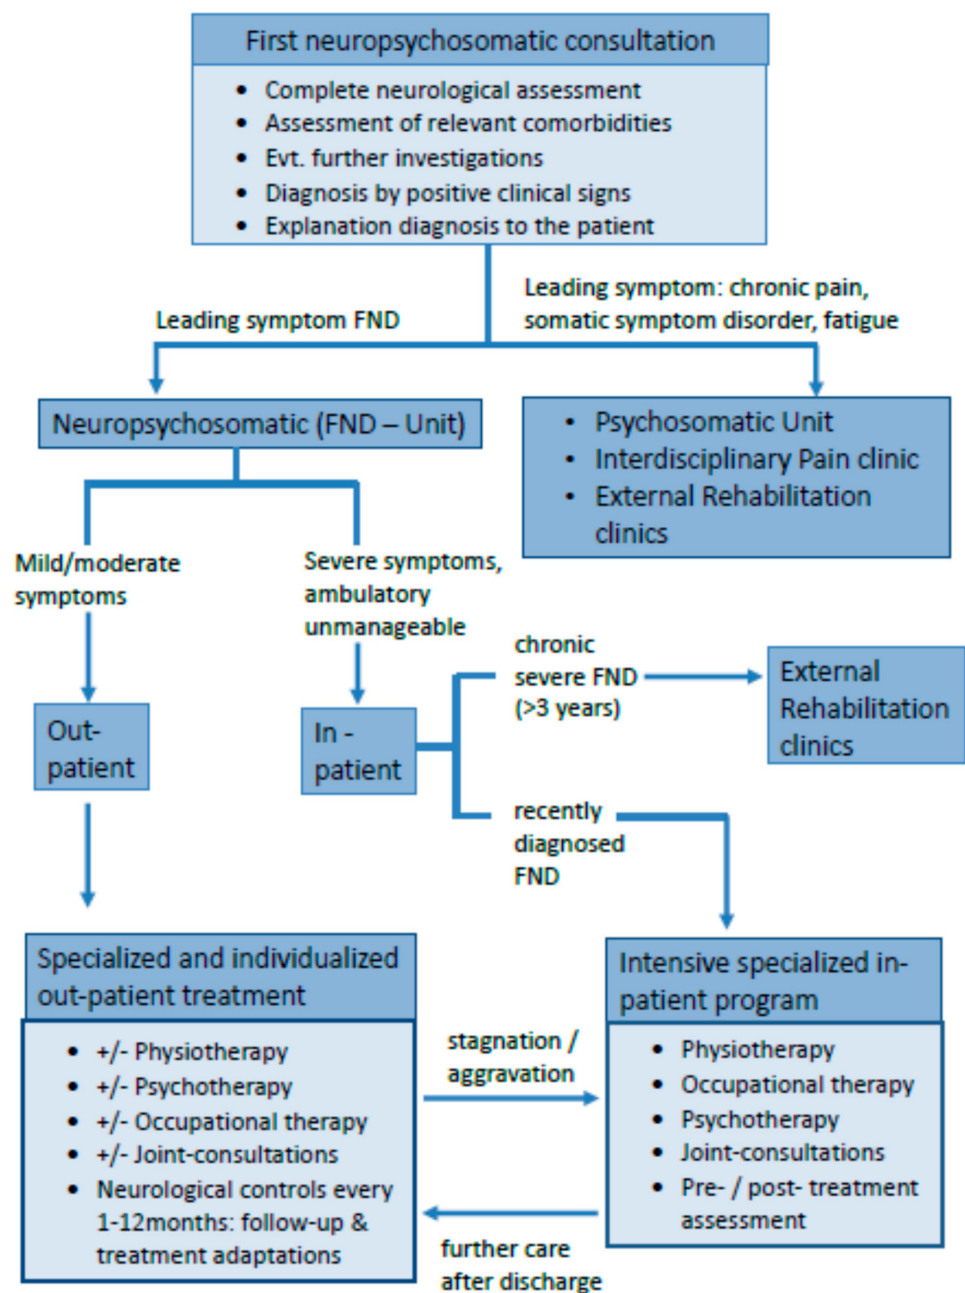 First neuropsychosomatic consultation
• Complete neurological assessment
• Assessment of relevant comorbidities
• Evt. further investigations
• Diagnosis by positive clinical signs
• Explanation diagnosis to the patient
Leading symptom FND
Leading symptom: chronic pain,
somatic symptom disorder, fatigue
Neuropsychosomatic (FND – Unit)
• Psychosomatic Unit
• Interdisciplinary Pain clinic
• External Rehabilitation
clinics
Mild/moderate
symptoms
Severe symptoms,
ambulatory
unmanageable
chronic
severe FND
(>3 years)
External
Rehabilitation
clinics
Out-
patient
In -
patient
recently
diagnosed
FND
Specialized and individualized
out-patient treatment
• +/- Physiotherapy
• +/- Psychotherapy
• +/- Occupational therapy
• +/- Joint-consultations
• Neurological controls every
1-12months: follow-up &
treatment adaptations
stagnation /
aggravation
further care
after discharge
Intensive specialized in-
patient program
• Physiotherapy
• Occupational therapy
• Psychotherapy
• Joint-consultations
• Pre- / post- treatment
assessment